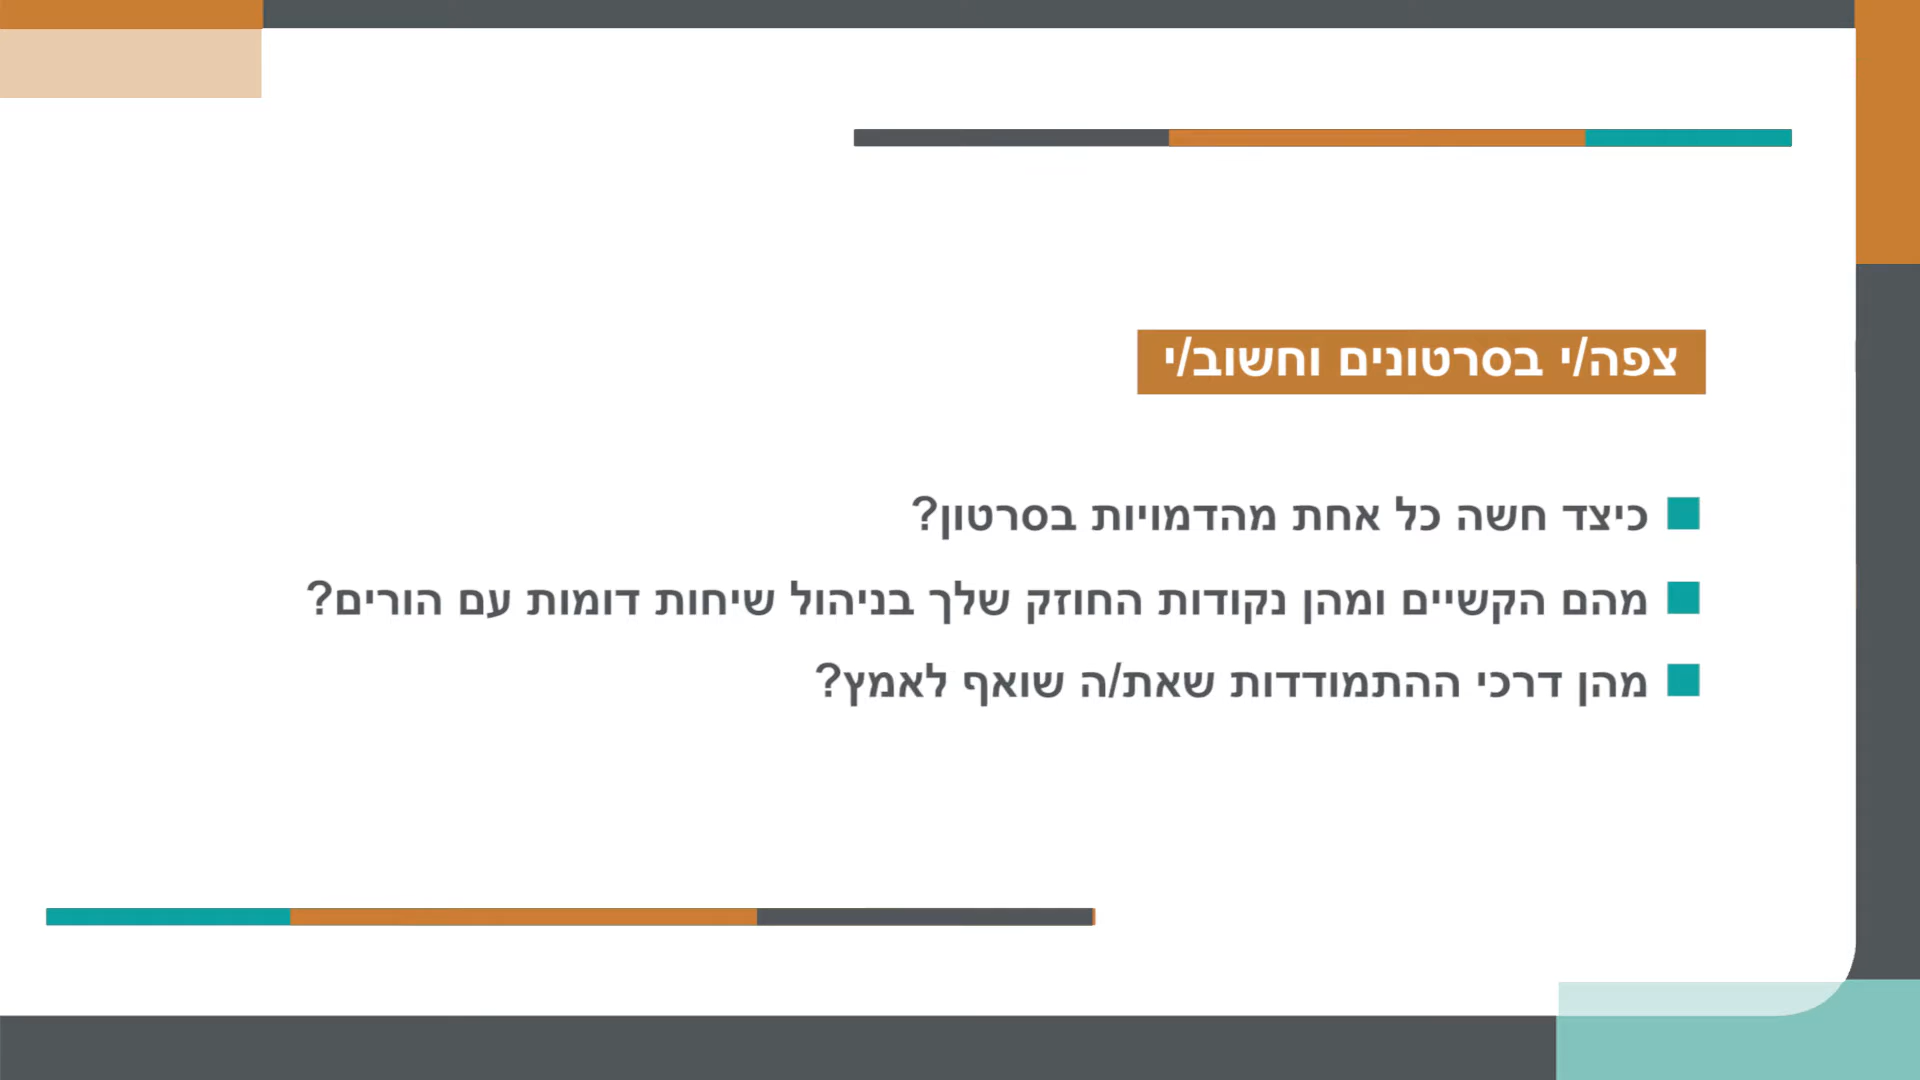 צפה/י בסרטונים וחשוב/י
כיצד חשה כל אחת מהדמויות בסרטון?
מהם הקשיים ומהן נקודות החוזק שלך בניהול שיחות דומות עם הורים?
מהן דרכי ההתמודדות שאת/ה שואף לאמץ?